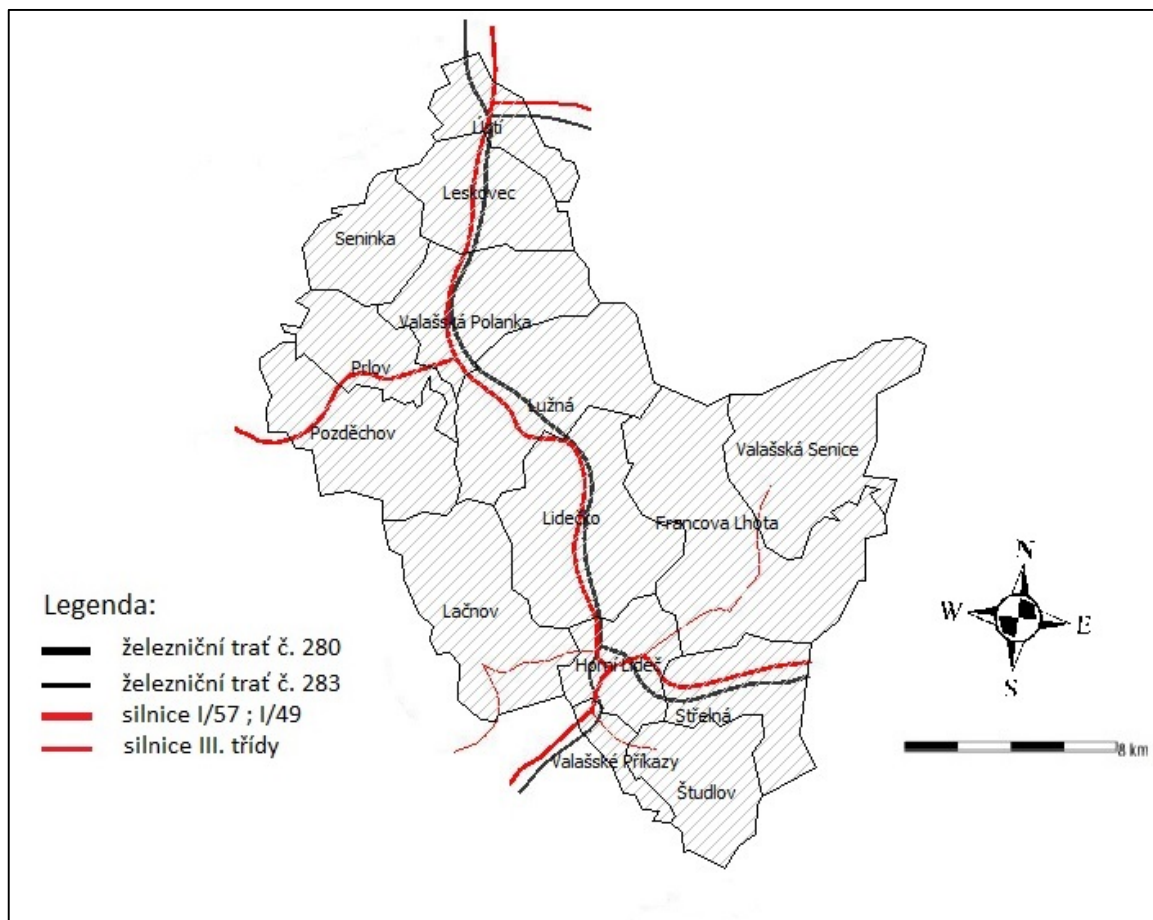 Ústí
Leskovec
Seninka
Valašská Polanka
Prlov
Lužná
Pozděchov
Valašská Senice
Lidečko
Francova Lhota
N
W
E
S
Legenda:
železniční trať č. 280
železniční trať č. 283
silnice I/57 ; I/49
silnice III. třídy
Lačnov
Horní Lideč
Střelná
Valašské Příkazy
Študlov
8 km